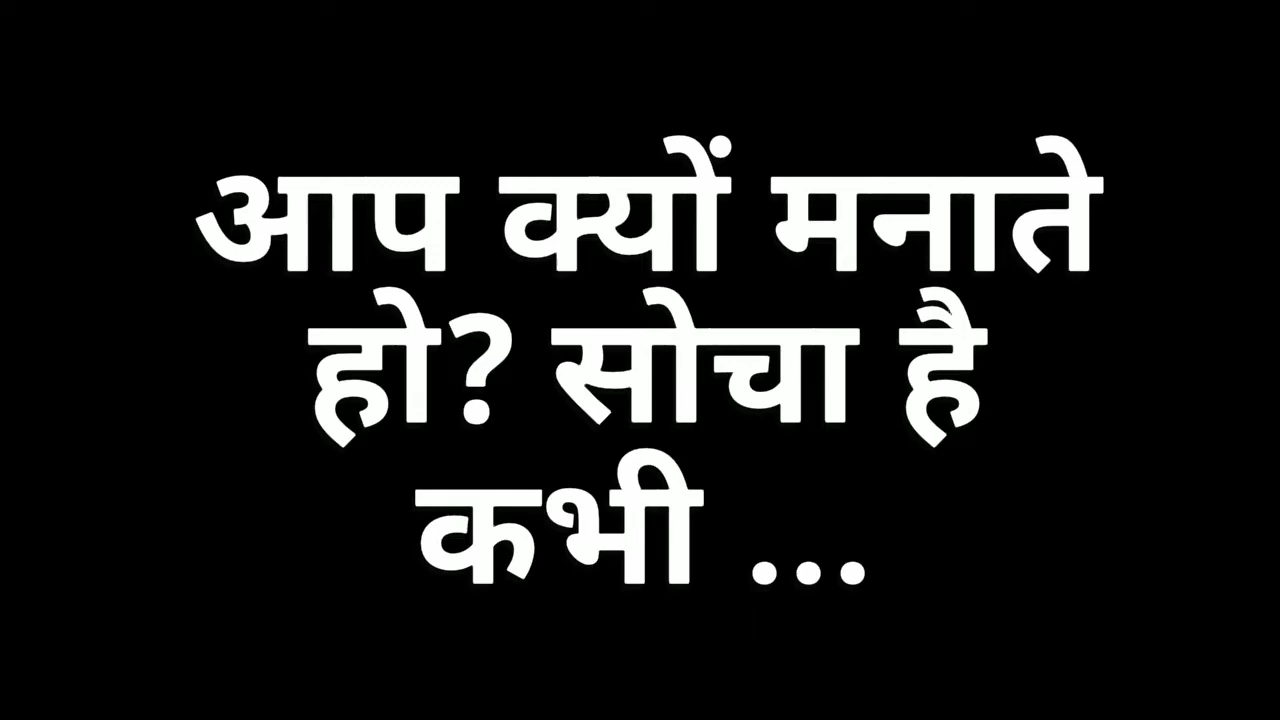 आप क्यों मनाते
हो? सोचा है
कभी ...